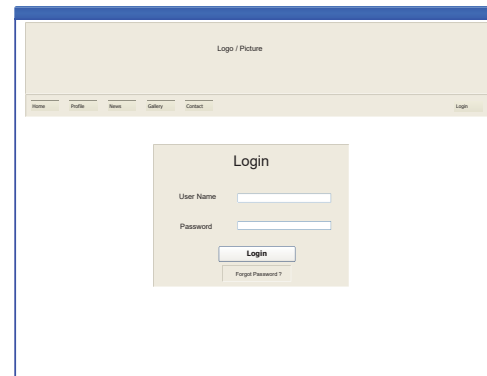 Logo / Picture
Home Profile News Gallery Contact Login
Login
User Name
Password
Login
Forgot Password ?